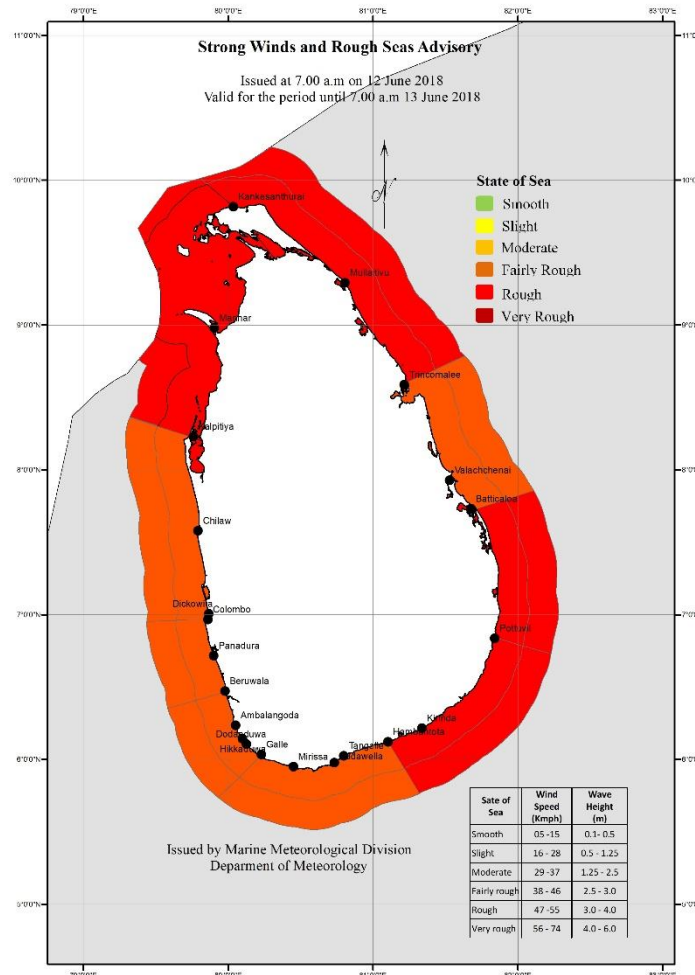 79°0'0"E 80°0'0"E 81°0'0"E 82°0'0"E 83°0'0"E
11°0'0"N
Strong Winds and Rough Seas Advisory
Issued at 7.00 a.m on 12 June 2018
Valid for the period until 7.00 a.m 13 June 2018
10°0'0"N
State of Sea
Smooth
Slight
Moderate
Fairly Rough
Rough
Very Rough
Kankesanthurai
Mullaitivu
9°0'0"N
Mannar
Trincomalee
Kalpitiya
8°0'0"N
Valachchenai
Batticaloa
Chilaw
Dickowita
Colombo
7°0'0"N
Pottuvil
Panadura
Beruwala
Ambalangoda
Kirinda
Dodanduwa
Hambantota
Hikkaduwa
Galle
Tangalle
6°0'0"N
Mirissa
Sate of Sea Wind Speed (Kmph) Wave Height (m)
Smooth 05 -15 0.1- 0.5
Slight 16 - 28 0.5 - 1.25
Moderate 29 -37 1.25 - 2.5
Fairly rough 38 - 46 2.5 - 3.0
Rough 47 -55 3.0 - 4.0
Very rough 56 - 74 4.0 - 6.0
Issued by Marine Meteorological Division
Deparment of Meteorology
5°0'0"N